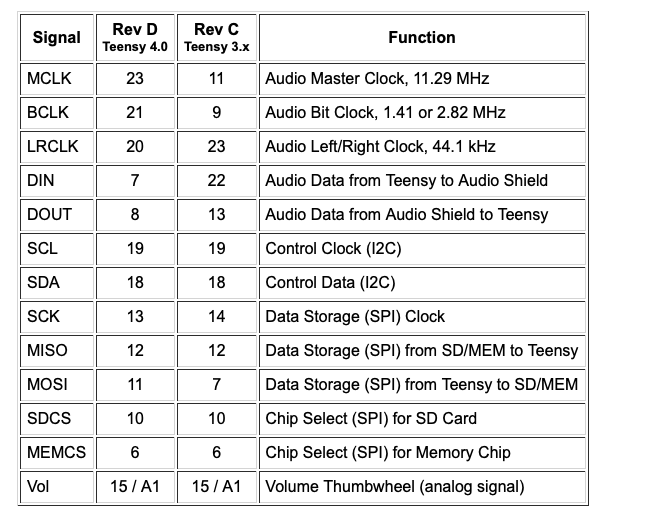 Signal Rev D Teensy 4.0 Rev C Teensy 3.x Function
MCLK 23 11 Audio Master Clock, 11.29 MHz
BCLK 21 9 Audio Bit Clock, 1.41 or 2.82 MHz
LRCLK 20 23 Audio Left/Right Clock, 44.1 kHz
DIN 7 22 Audio Data from Teensy to Audio Shield
DOUT 8 13 Audio Data from Audio Shield to Teensy
SCL 19 19 Control Clock (I2C)
SDA 18 18 Control Data (I2C)
SCK 13 14 Data Storage (SPI) Clock
MISO 12 12 Data Storage (SPI) from SD/MEM to Teensy
MOSI 11 7 Data Storage (SPI) from Teensy to SD/MEM
SDCS 10 10 Chip Select (SPI) for SD Card
MEMCS 6 6 Chip Select (SPI) for Memory Chip
Vol 15 / A1 15 / A1 Volume Thumbwheel (analog signal)